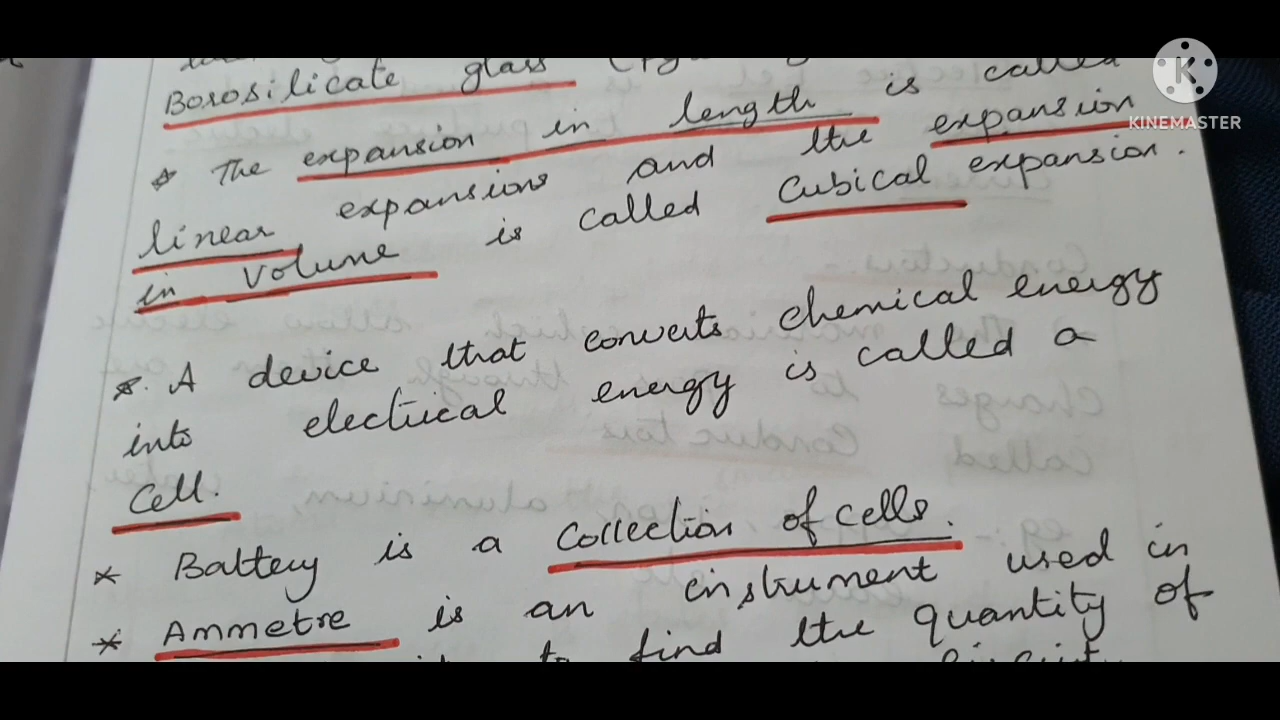 Borosilicate glass
* The expansion in length is called
linear expansions and the expansion
in volume is called cubical expansion.
* A device that converts chemical energy
into electrical energy is called a
cell.
* Battery is a collection of cells.
* Ammetre is an instrument used in
to find the quantity of
KINEMASTER